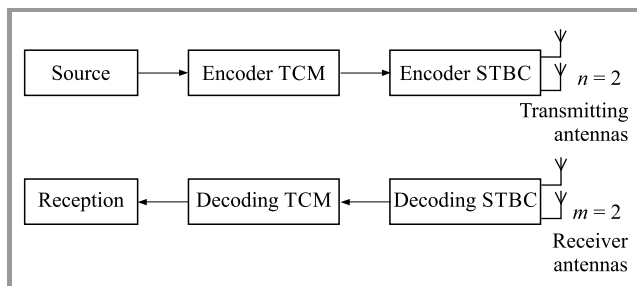 Source
Encoder TCM
Encoder STBC
n = 2
Transmitting
antennas
Reception
Decoding TCM
Decoding STBC
m = 2
Receiver
antennas